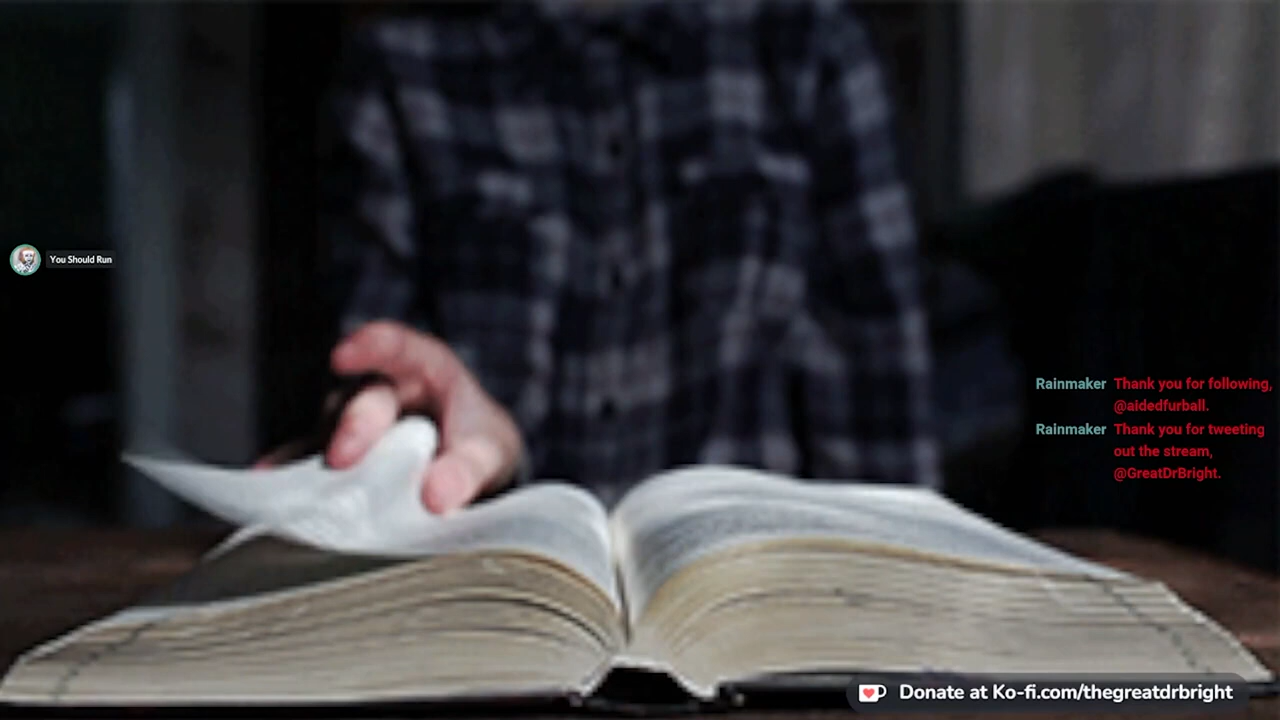 You Should Run
Rainmaker Thank you for following,
@aidedfurball.
Rainmaker Thank you for tweeting
out the stream,
@GreatDrBright.
Donate at Ko-fi.com/thegreatdrbright